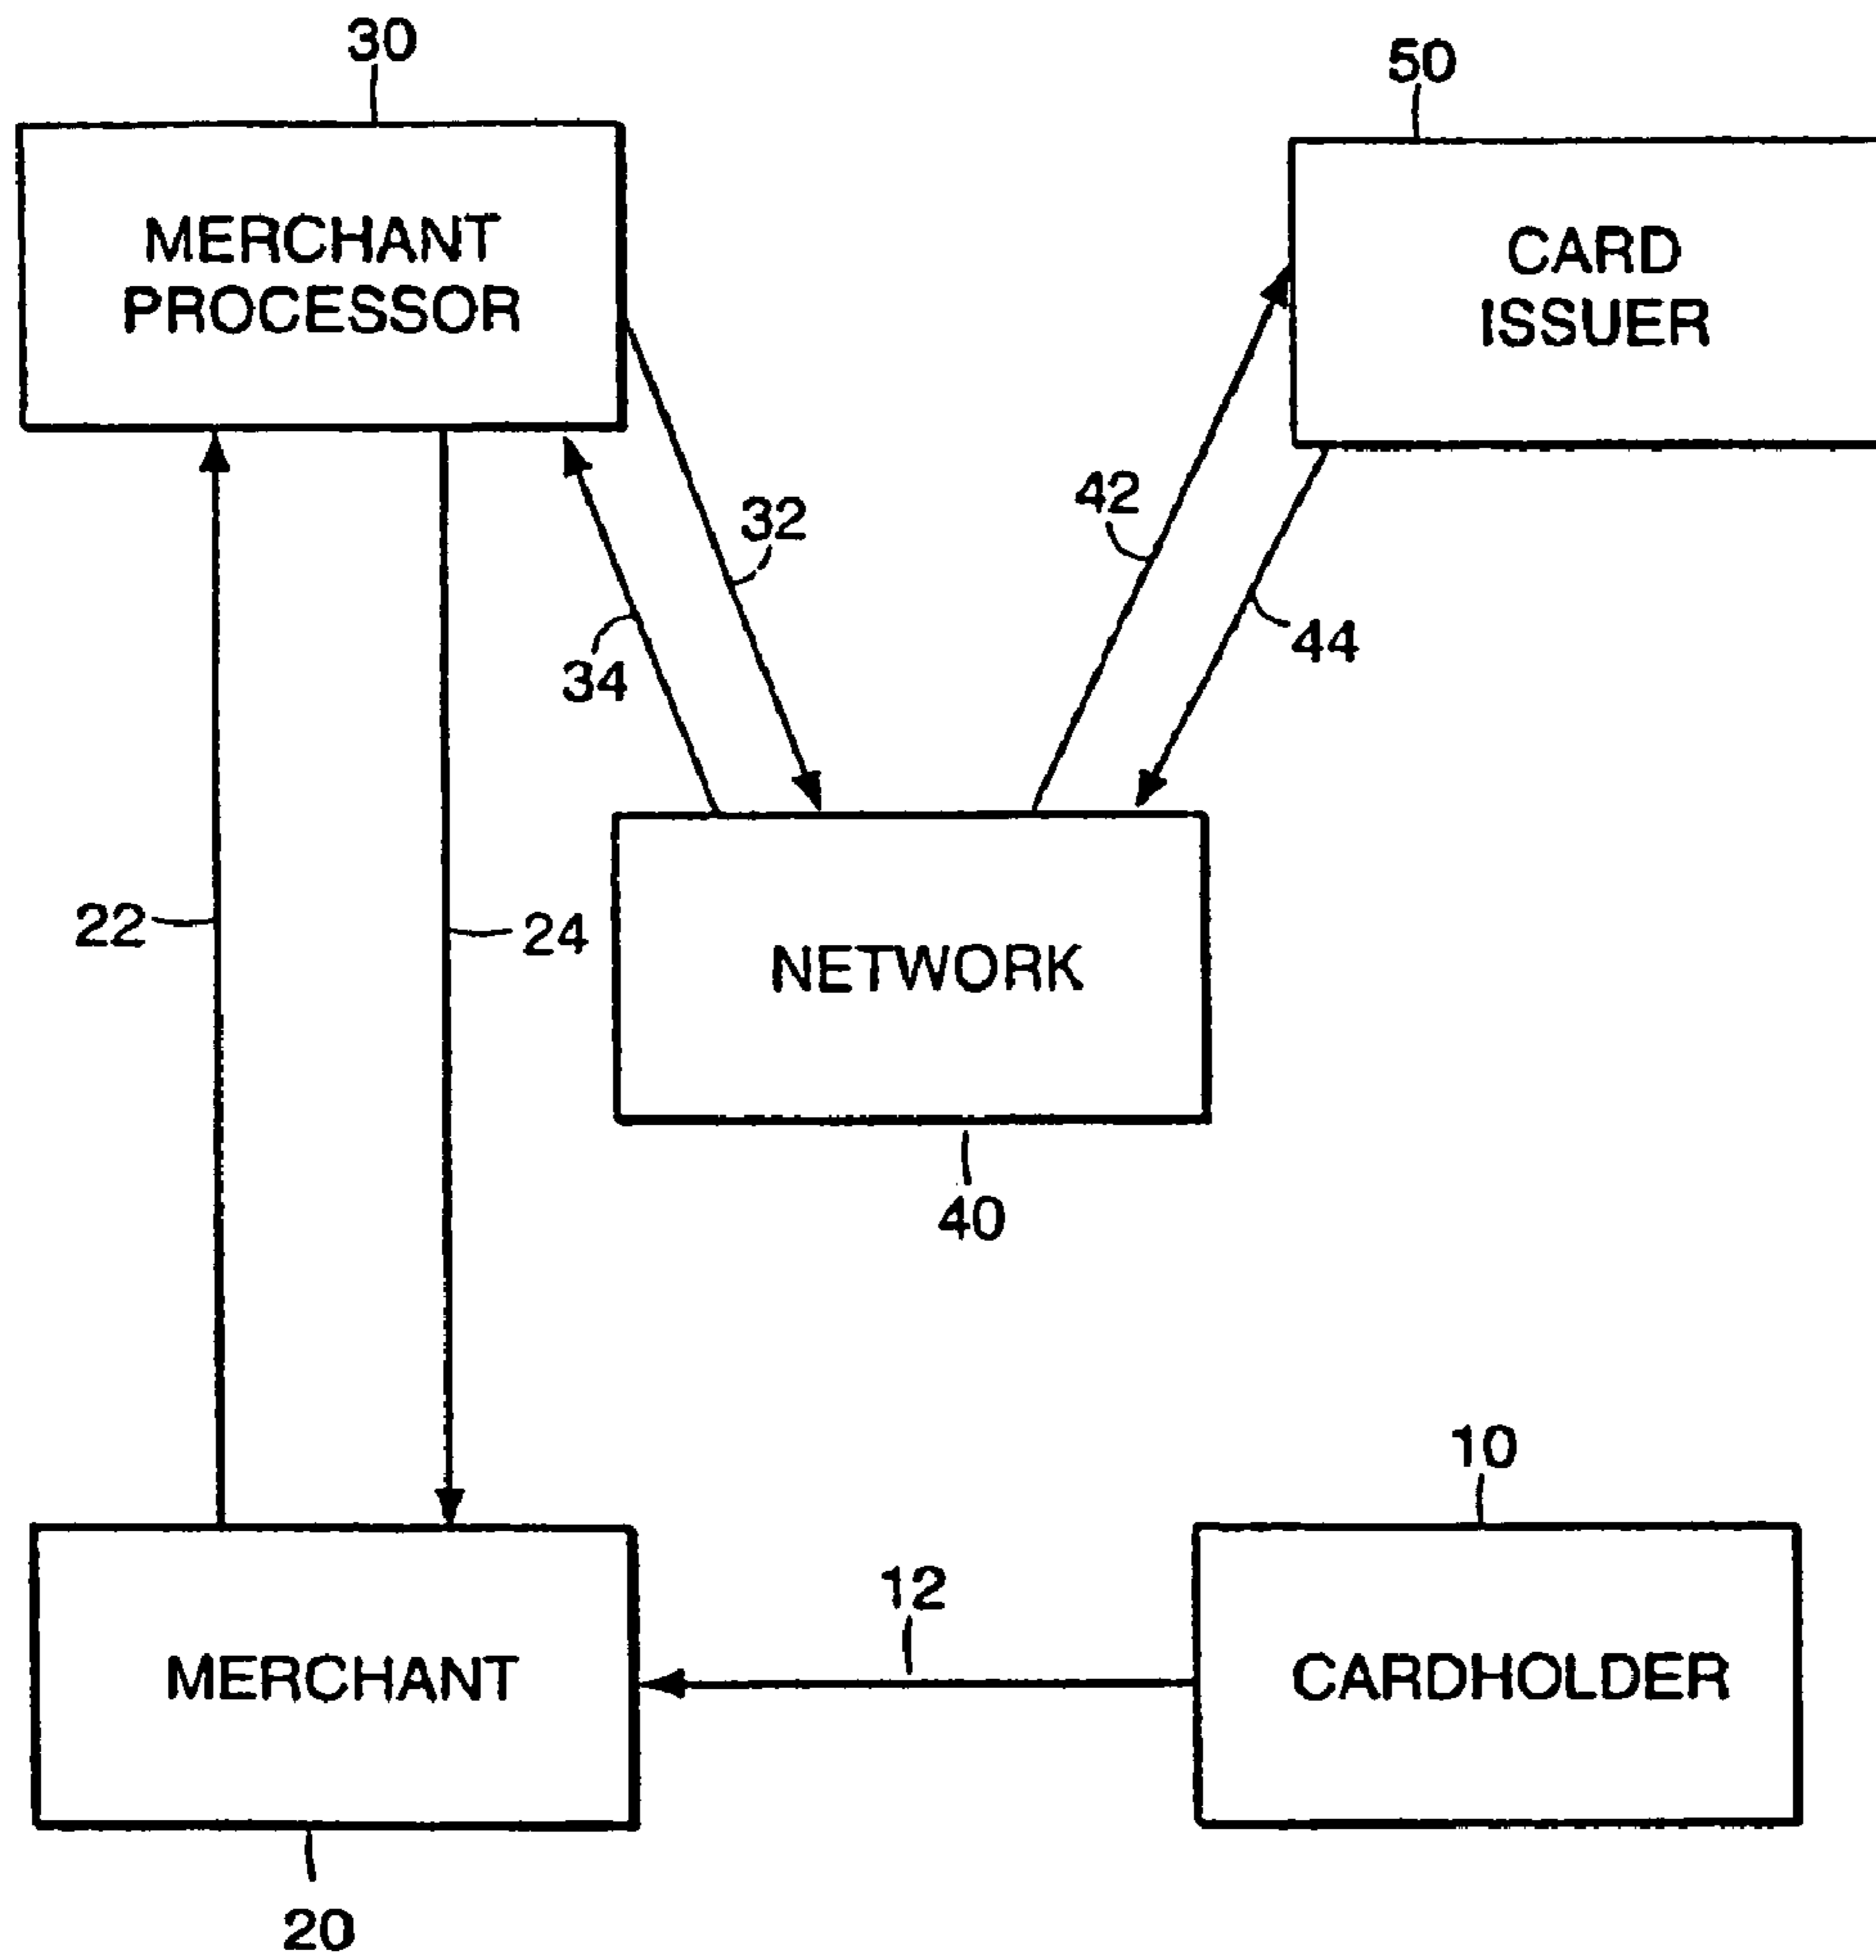 30
50
MERCHANT
PROCESSOR
CARD
ISSUER
42
32
44
34
22
24
NETWORK
40
10
12
MERCHANT
CARDHOLDER
20